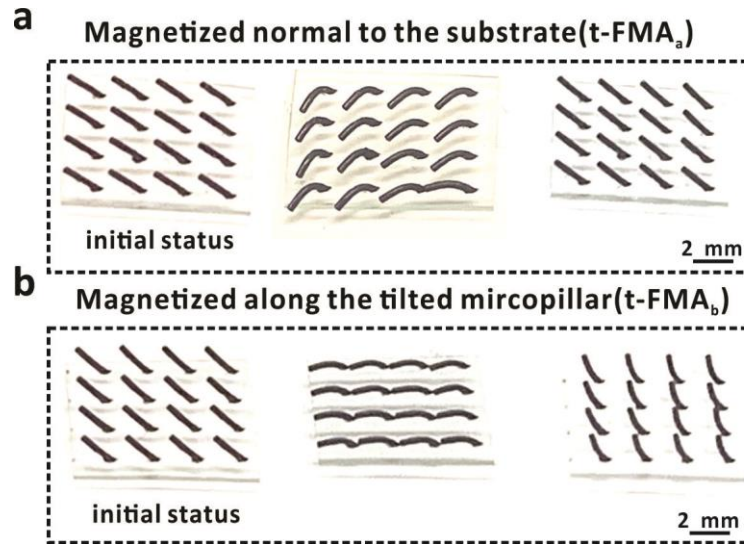 a
Magnetized normal to the substrate(t-FMAₐ)
initial status
2 mm
b
Magnetized along the tilted mircopillar(t-FMA_b)
initial status
2 mm